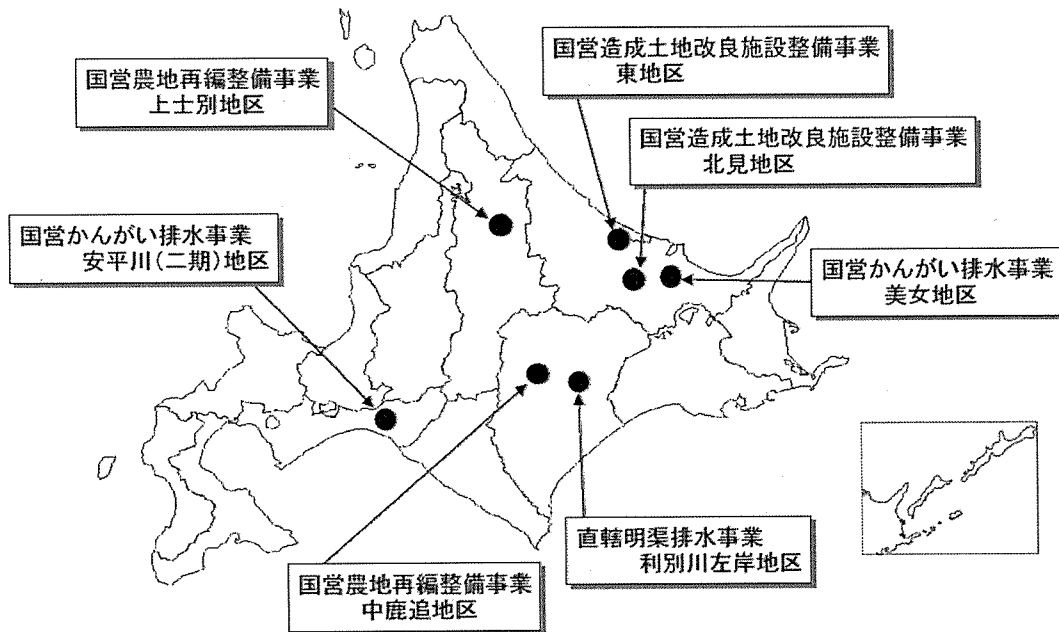 国営造成土地改良施設整備事業
東地区
国営農地再編整備事業
上士別地区
国営造成土地改良施設整備事業
北見地区
国営かんがい排水事業
安平川(二期)地区
国営かんがい排水事業
美女地区
直轄明渠排水事業
利別川左岸地区
国営農地再編整備事業
中鹿追地区